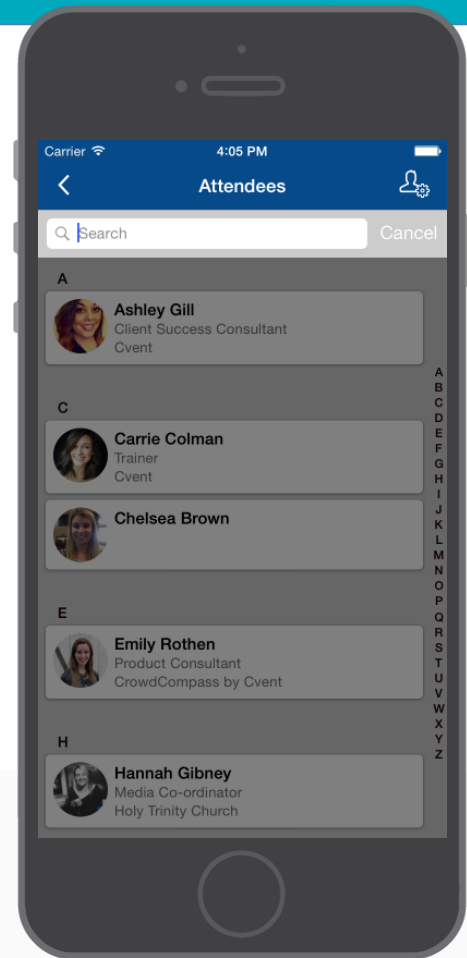 Carrier 4:05 PM
Attendees
Search Cancel
A
Ashley Gill
Client Success Consultant
Cvent
C
Carrie Colman
Trainer
Cvent
Chelsea Brown
E
Emily Rothen
Product Consultant
CrowdCompass by Cvent
H
Hannah Gibney
Media Co-ordinator
Holy Trinity Church
A
B
C
D
E
F
G
H
I
J
K
L
M
N
O
P
Q
R
S
T
U
V
W
X
Y
Z